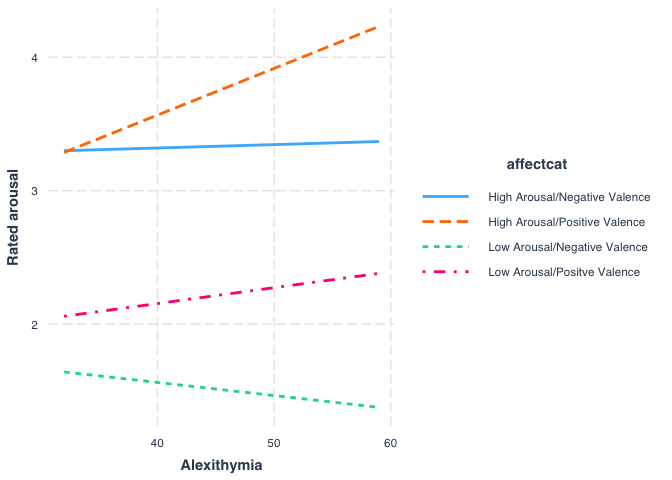 4
3
2
40
50
60
Rated arousal
Alexithymia
affectcat
High Arousal/Negative Valence
High Arousal/Positive Valence
Low Arousal/Negative Valence
Low Arousal/Positve Valence